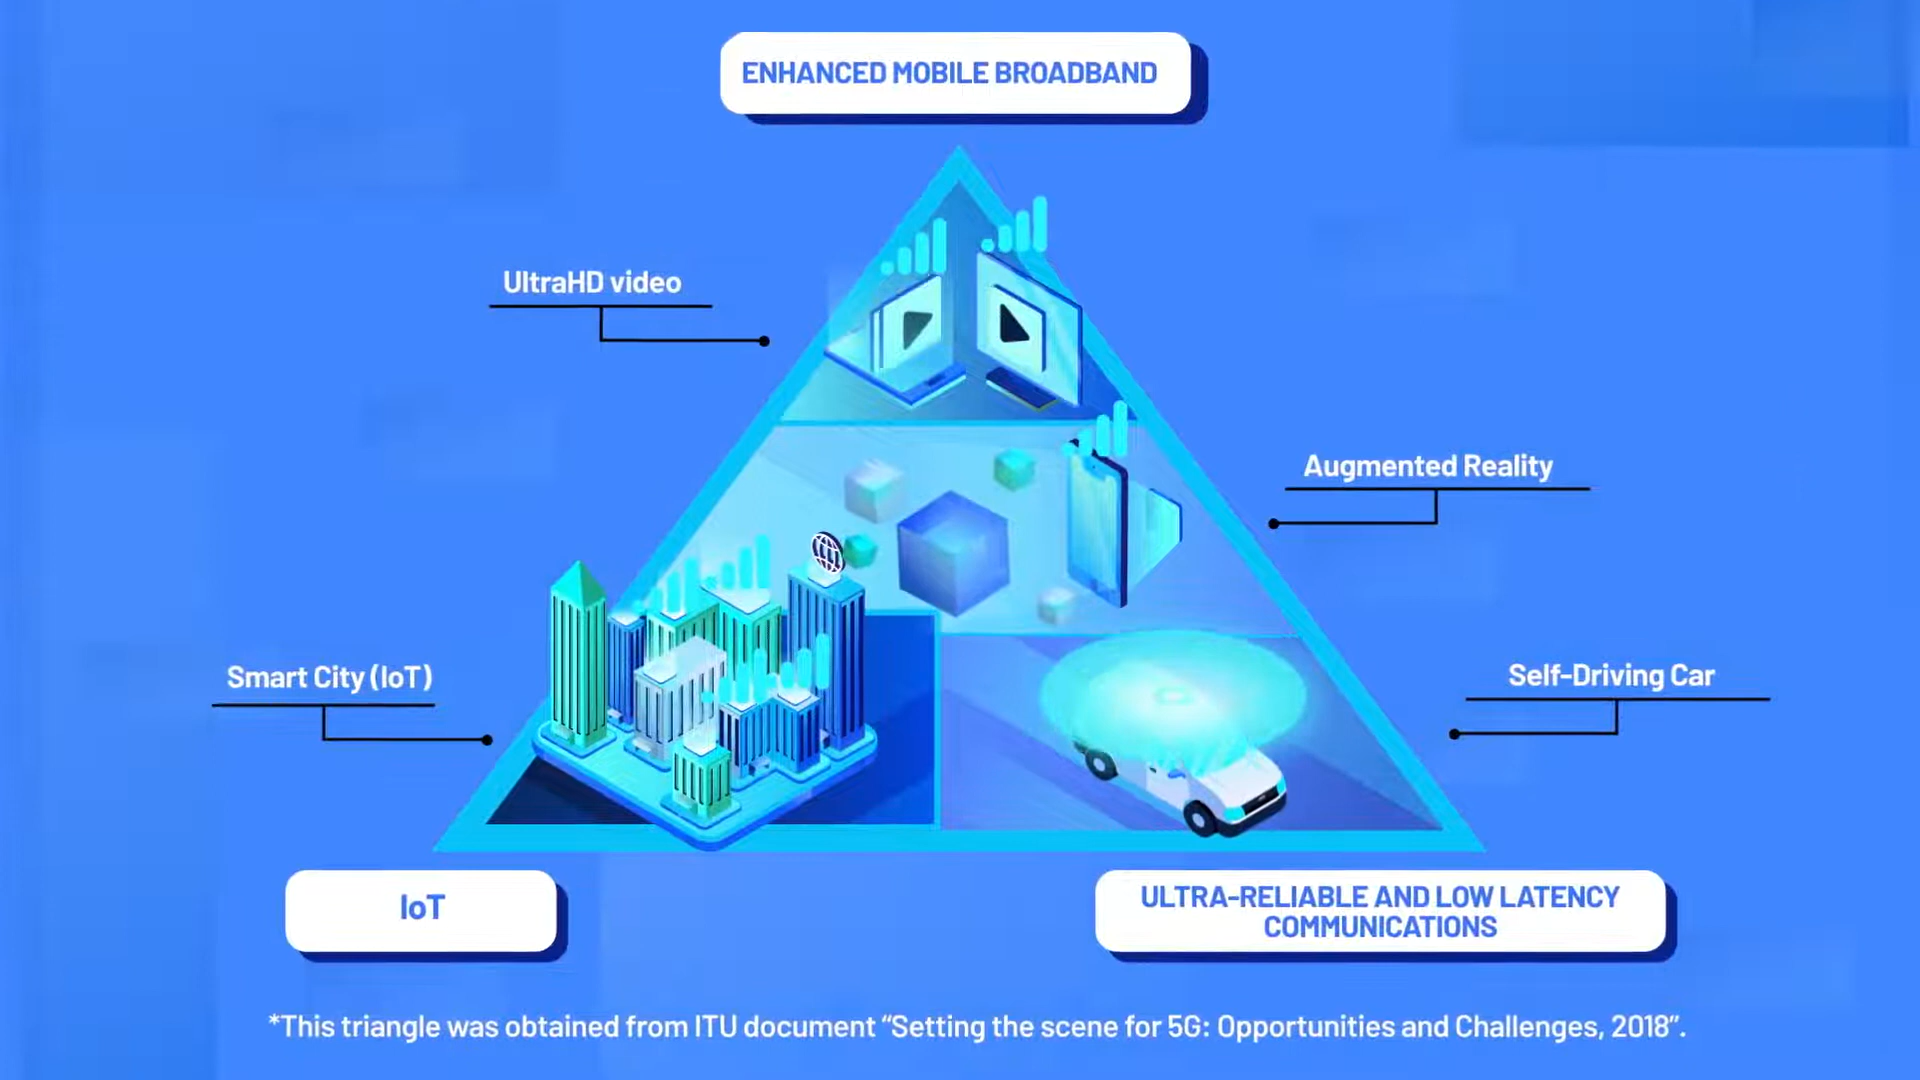 ENHANCED MOBILE BROADBAND
UltraHD video
Augmented Reality
Smart City (IoT)
Self-Driving Car
IoT
ULTRA-RELIABLE AND LOW LATENCY
COMMUNICATIONS
*This triangle was obtained from ITU document “Setting the scene for 5G: Opportunities and Challenges, 2018”.